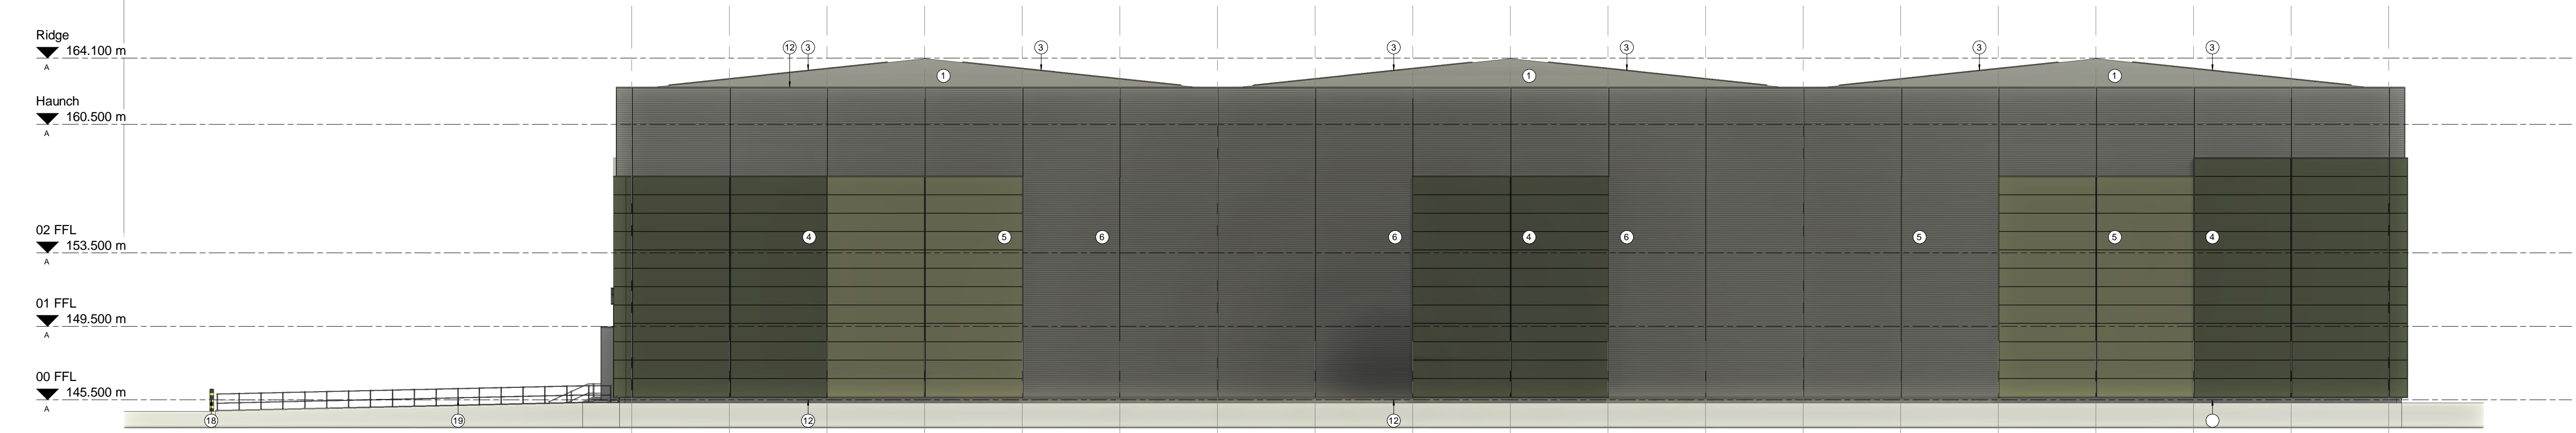 Ridge
164.100 m
A
12 3 3 3 3 3 3
1 1 1
Haunch
160.500 m
A
02 FFL
4 5 6 6 4 6 5 5 4
153.500 m
A
01 FFL
149.500 m
A
00 FFL
145.500 m
A
18 19 12 12